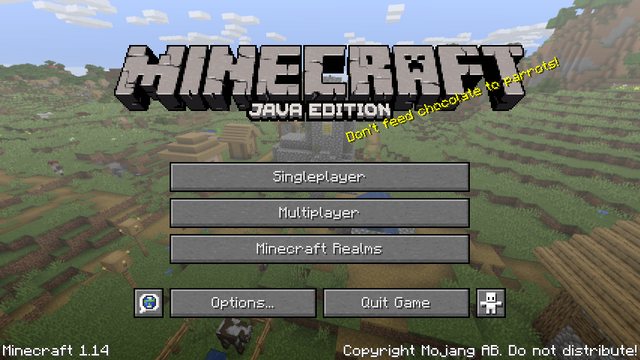 MINECRAFT
JAVA EDITION
Don't feed chocolate to parrots!
Singleplayer
Multiplayer
Minecraft Realms
Options...
Quit Game
Minecraft 1.14
Copyright Mojang AB. Do not distribute!